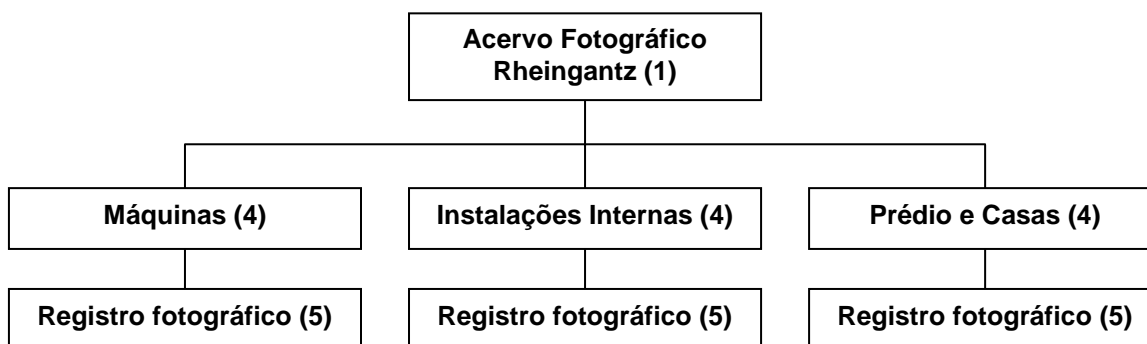 Acervo Fotográfico
Rheingantz (1)
Máquinas (4)
Instalações Internas (4)
Prédio e Casas (4)
Registro fotográfico (5)
Registro fotográfico (5)
Registro fotográfico (5)